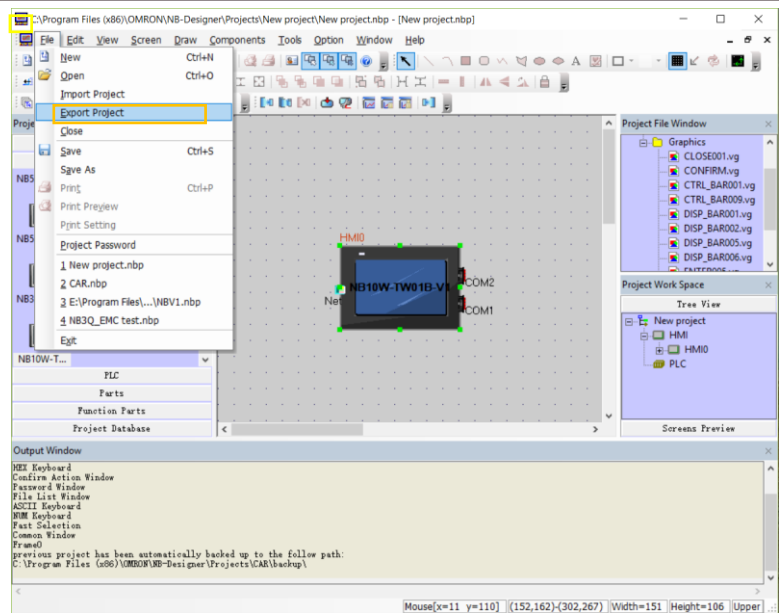 C:\Program Files (x86)\OMRON\NB-Designer\Projects\New project\New project.nbp - [New project.nbp]
File Edit View Screen Draw Components Tools Option Window Help
New Ctrl+N
Open Ctrl+O
Import Project
Export Project
Close
Save Ctrl+S
Save As
Print Ctrl+P
Print Preview
Print Setting
Project Password
1 New project.nbp
2 CAR.nbp
3 E:\Program Files\...\NBV1.nbp
4 NB3Q_EMC test.nbp
Exit
Proje
NB5
NB5
NB3
NB10W-T...
PLC
Parts
Function Parts
Project Database
HMI0
NB10W-TW01B-V1
COM2
Net
COM1
Project File Window
Graphics
CLOSE001.vg
CONFIRM.vg
CTRL_BAR001.vg
CTRL_BAR009.vg
DISP_BAR001.vg
DISP_BAR002.vg
DISP_BAR005.vg
DISP_BAR006.vg
Project Work Space
Tree View
New project
HMI
HMI0
PLC
Screens Preview
Output Window
HEX Keyboard
Confirm Action Window
Password Window
File List Window
ASCII Keyboard
NUM Keyboard
Fast Selection
Common Window
Frame0
previous project has been automatically backed up to the follow path:
C:\Program Files (x86)\OMRON\NB-Designer\Projects\CAR\backup\
Mouse[x=11 y=110] (152,162)-(302,267) Width=151 Height=106 Upper